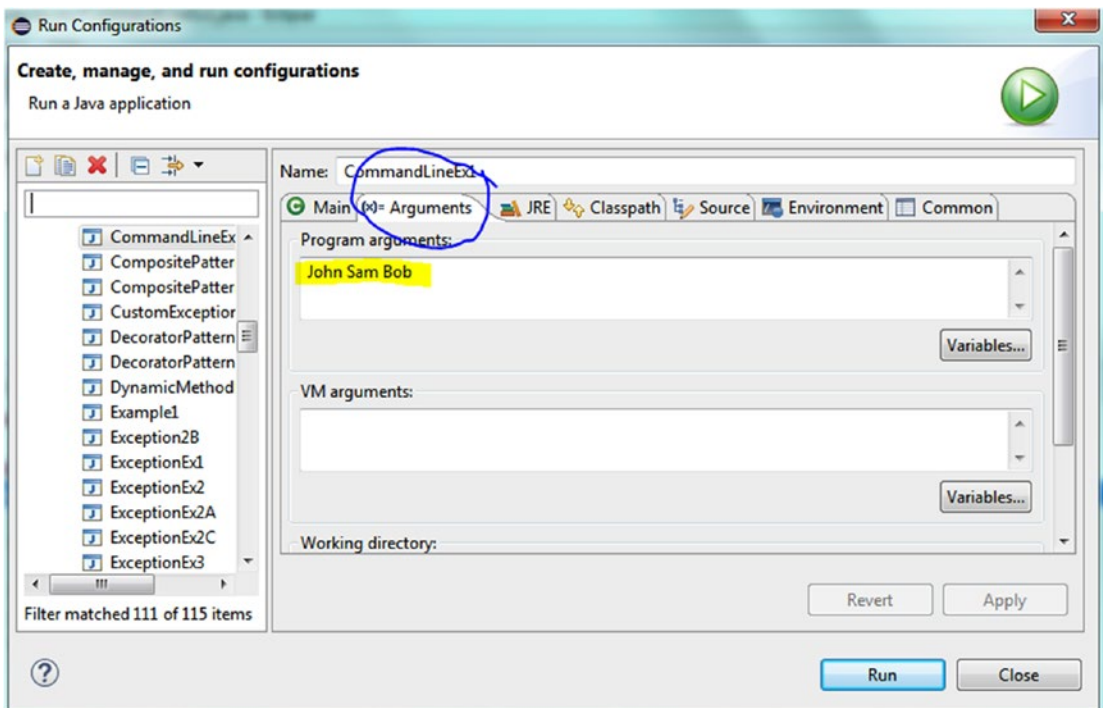 Run Configurations
Create, manage, and run configurations
Run a Java application
Name: CommandLineEx1
Main (x)= Arguments JRE Classpath Source Environment Common
CommandLineEx
CompositePatter
CompositePatter
CustomException
DecoratorPattern
DecoratorPattern
DynamicMethod
Example1
Exception2B
ExceptionEx1
ExceptionEx2
ExceptionEx2A
ExceptionEx2C
ExceptionEx3
Filter matched 111 of 115 items
Program arguments:
John Sam Bob
Variables...
VM arguments:
Variables...
Working directory:
Revert Apply
Run Close